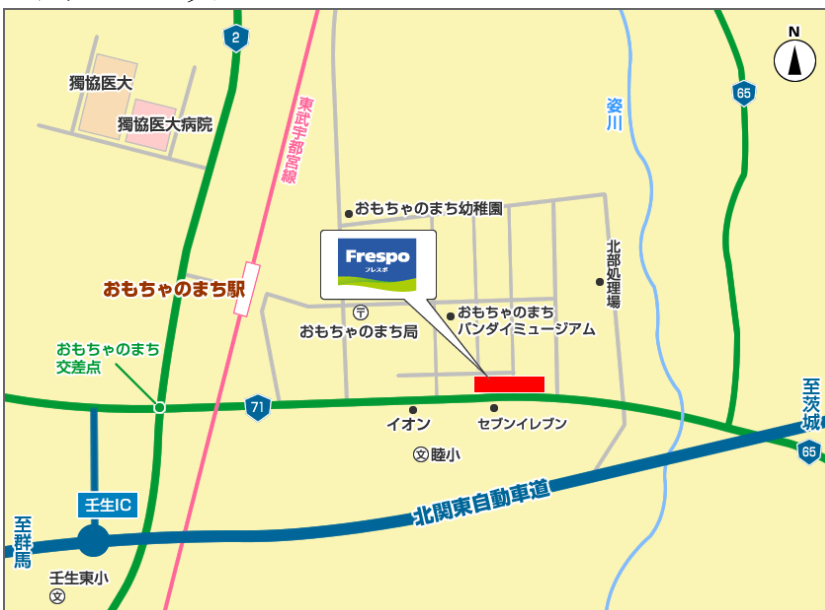 N
2
65
獨協医大
獨協医大病院
東武宇都宮線
姿川
おもちゃのまち幼稚園
Frespo
フレスポ
北部処理場
おもちゃのまち駅
〒
おもちゃのまち局
おもちゃのまち
バンダイミュージアム
おもちゃのまち
交差点
71
イオン
セブンイレブン
至茨城
文睦小
65
壬生IC
北関東自動車道
至群馬
壬生東小
文